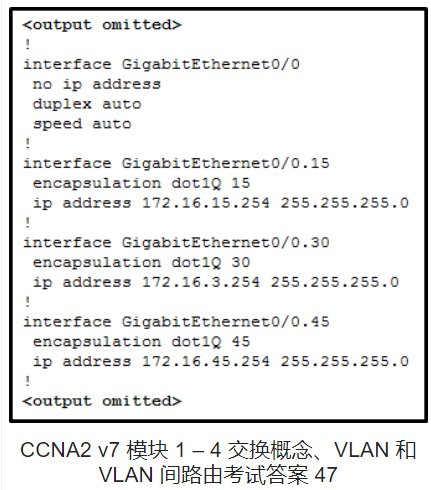 <output omitted>
!
interface GigabitEthernet0/0
no ip address
duplex auto
speed auto
!
interface GigabitEthernet0/0.15
encapsulation dot1Q 15
ip address 172.16.15.254 255.255.255.0
!
interface GigabitEthernet0/0.30
encapsulation dot1Q 30
ip address 172.16.3.254 255.255.255.0
!
interface GigabitEthernet0/0.45
encapsulation dot1Q 45
ip address 172.16.45.254 255.255.255.0
!
<output omitted>
CCNA2 v7 模块 1 – 4 交换概念、VLAN 和
VLAN 间路由考试答案 47